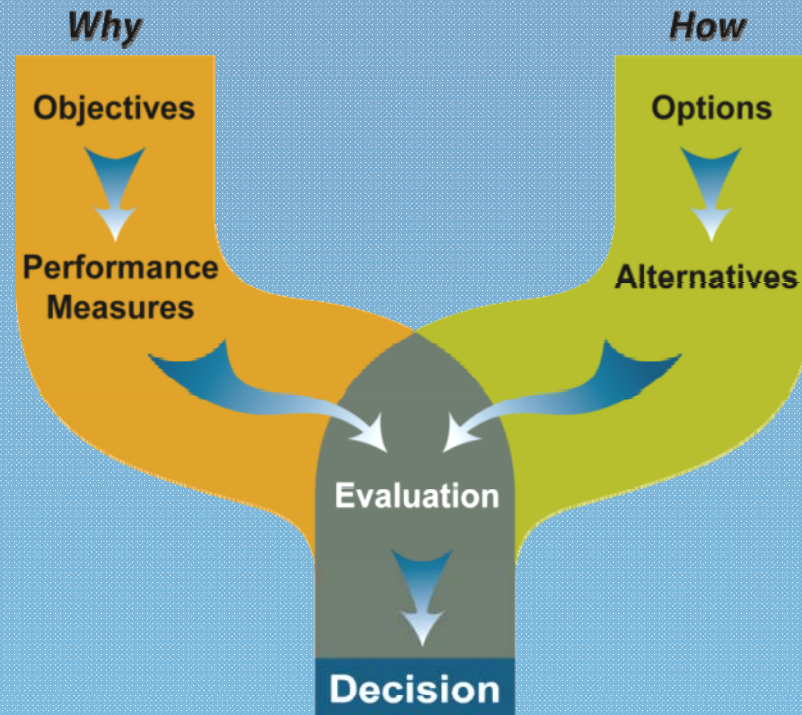 Why
How
Objectives
Options
Performance
Measures
Alternatives
Evaluation
Decision